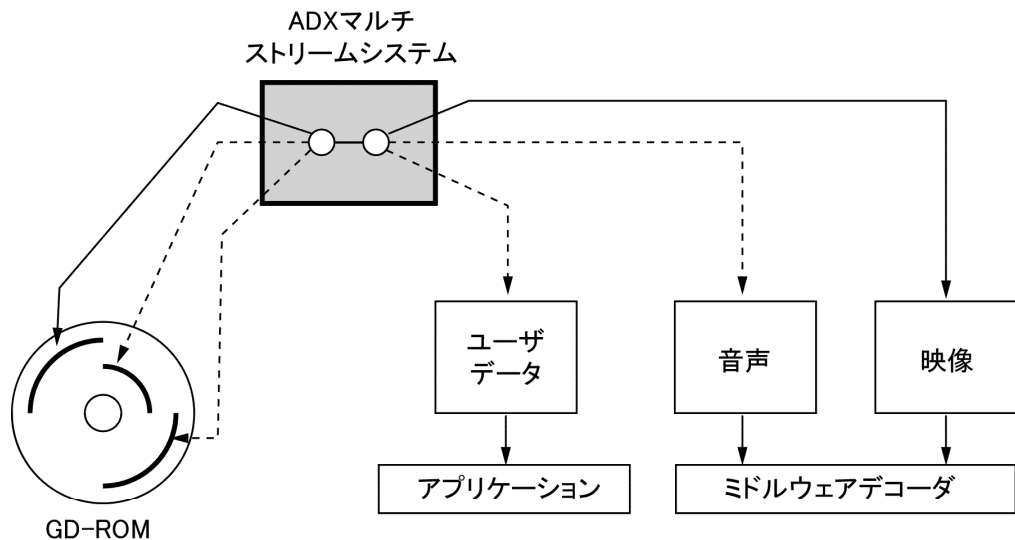 ADXマルチ
ストリームシステム
ユーザ
データ
音声
映像
アプリケーション
ミドルウェアデコーダ
GD-ROM